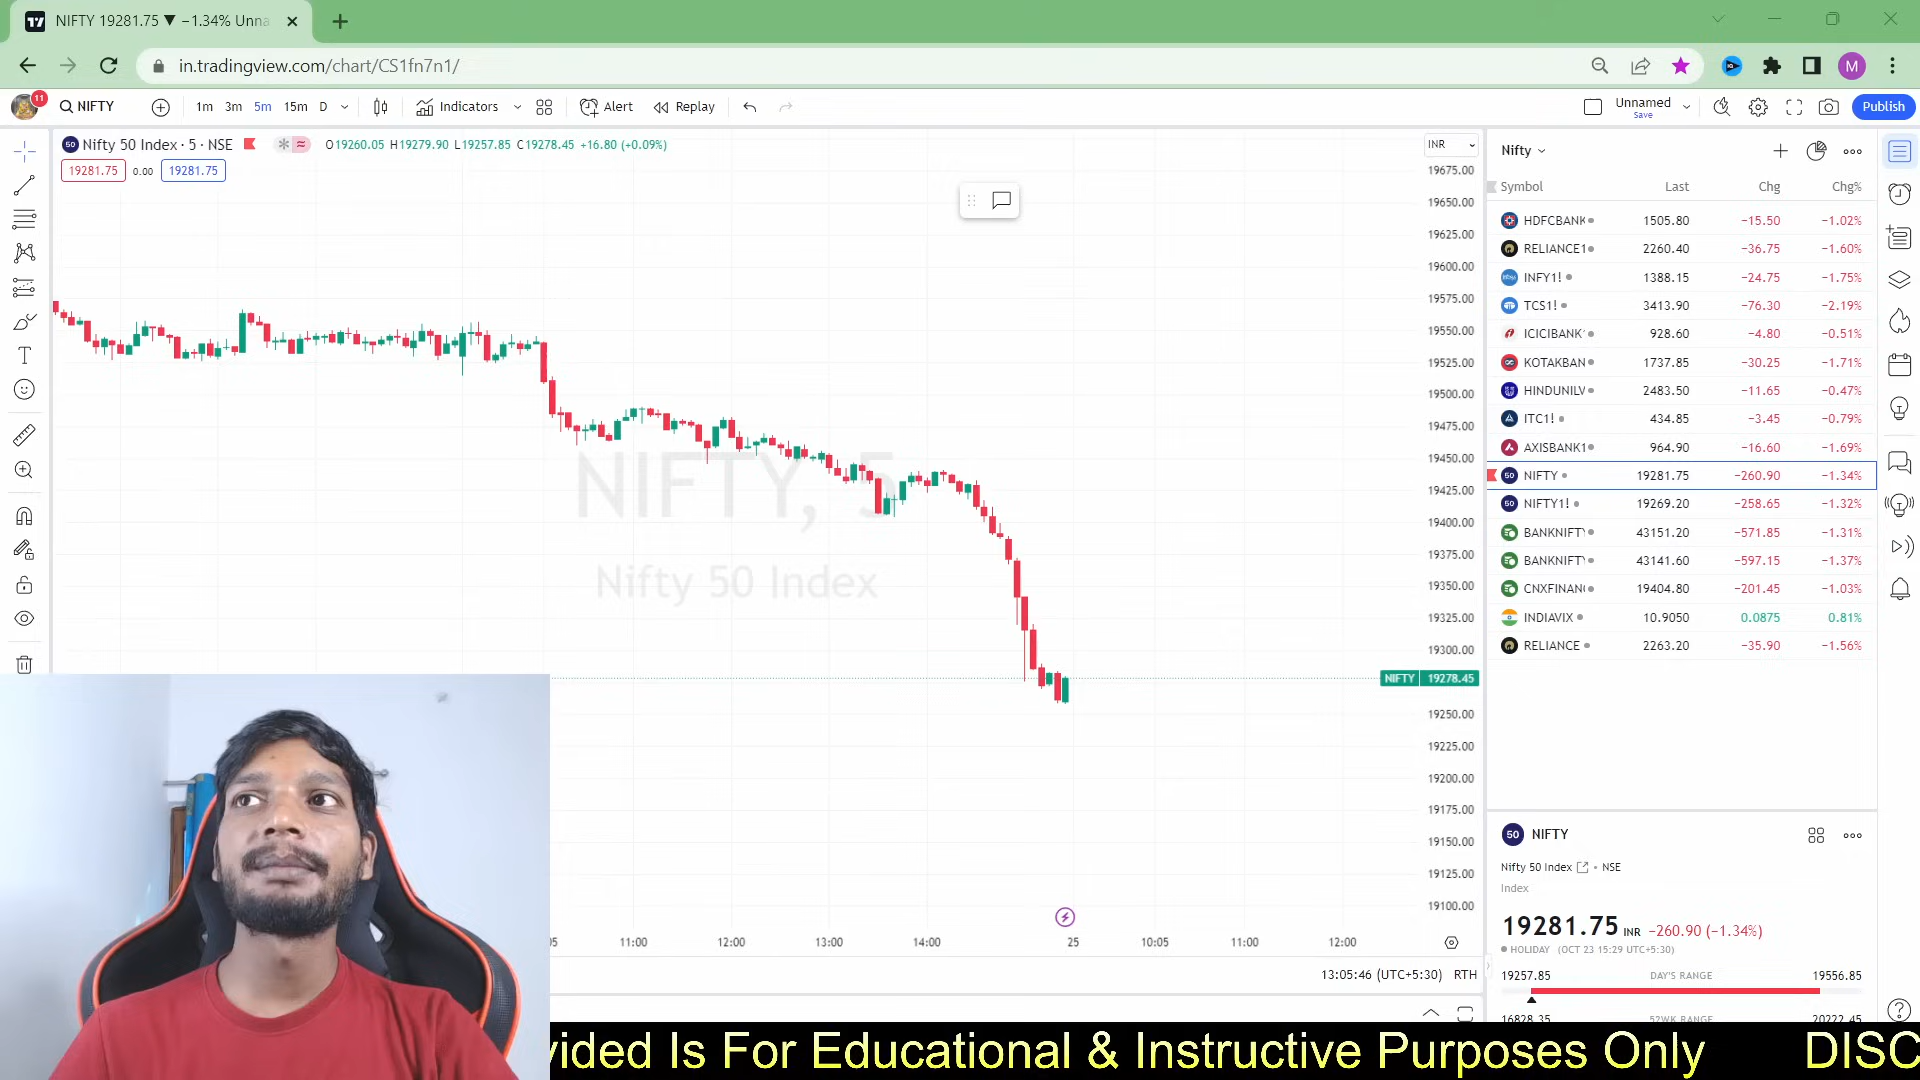 NIFTY 19281.75 ▼ −1.34% Unna
in.tradingview.com/chart/CS1fn7n1/
M
11
NIFTY
1m 3m 5m 15m D
Indicators
Alert
Replay
Unnamed
Save
Publish
50 Nifty 50 Index · 5 · NSE
O19260.05 H19279.90 L19257.85 C19278.45 +16.80 (+0.09%)
19281.75 0.00 19281.75
INR
19675.00
19650.00
19625.00
19600.00
19575.00
19550.00
19525.00
19500.00
19475.00
19450.00
19425.00
19400.00
19375.00
19350.00
19325.00
19300.00
NIFTY 19278.45
19250.00
19225.00
19200.00
19175.00
19150.00
19125.00
19100.00
NIFTY, 5
Nifty 50 Index
11:00 12:00 13:00 14:00 25 10:05 11:00 12:00
13:05:46 (UTC+5:30) RTH
Nifty
Symbol Last Chg Chg%
HDFCBANK 1505.80 −15.50 −1.02%
RELIANCE1 2260.40 −36.75 −1.60%
INFY1! 1388.15 −24.75 −1.75%
TCS1! 3413.90 −76.30 −2.19%
ICICIBANK 928.60 −4.80 −0.51%
KOTAKBAN 1737.85 −30.25 −1.71%
HINDUNILV 2483.50 −11.65 −0.47%
ITC1! 434.85 −3.45 −0.79%
AXISBANK1 964.90 −16.60 −1.69%
50 NIFTY 19281.75 −260.90 −1.34%
50 NIFTY1! 19269.20 −258.65 −1.32%
BANKNIFTY 43151.20 −571.85 −1.31%
BANKNIFTY 43141.60 −597.15 −1.37%
CNXFINAN 19404.80 −201.45 −1.03%
INDIAVIX 10.9050 0.0875 0.81%
RELIANCE 2263.20 −35.90 −1.56%
50 NIFTY
Nifty 50 Index • NSE
Index
19281.75 INR −260.90 (−1.34%)
HOLIDAY (OCT 23 15:29 UTC+5:30)
19257.85 DAY'S RANGE 19556.85
16828.35 52WK RANGE 20222.45
vided Is For Educational & Instructive Purposes Only DISC